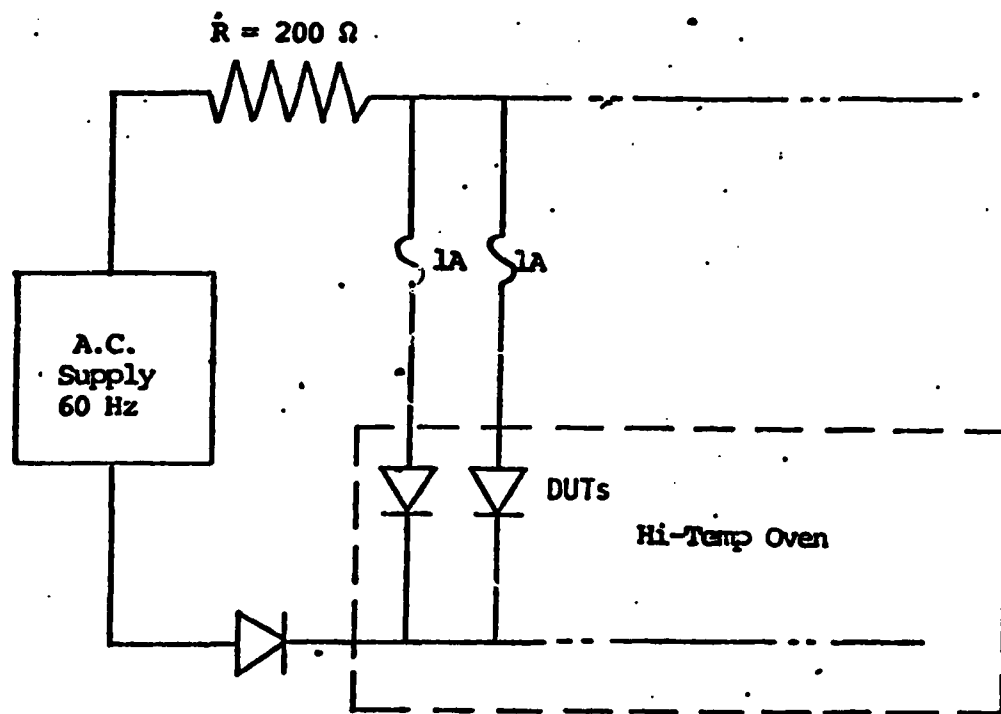 R = 200 Ω
1A
1A
A.C.
Supply
60 Hz
DUTs
Hi-Temp Oven